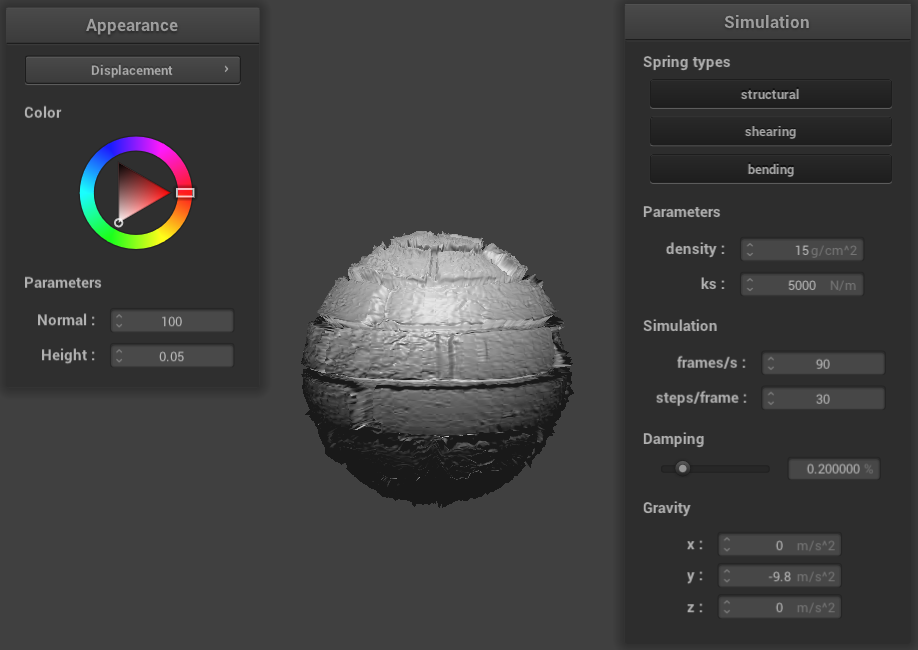 Appearance
Displacement
Color
Parameters
Normal : 100
Height : 0.05
Simulation
Spring types
structural
shearing
bending
Parameters
density : 15 g/cm^2
ks : 5000 N/m
Simulation
frames/s : 90
steps/frame : 30
Damping
0.200000 %
Gravity
x : 0 m/s^2
y : -9.8 m/s^2
z : 0 m/s^2